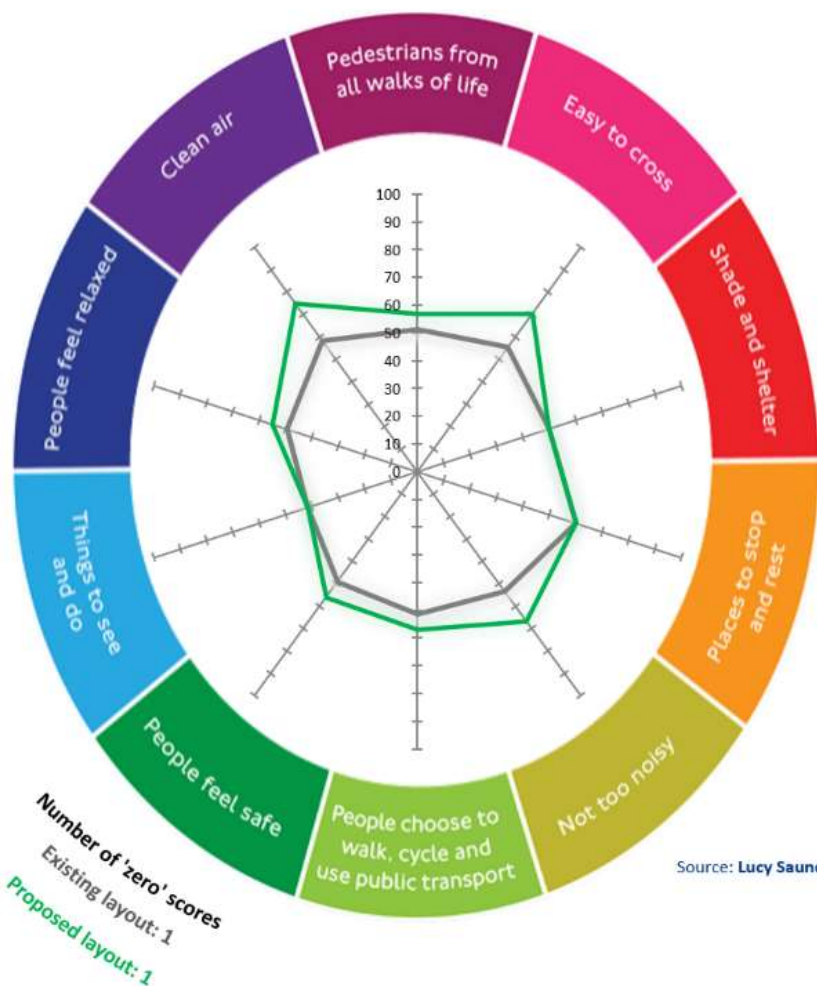 Pedestrians from
all walks of life
Easy to cross
Shade and shelter
Places to stop
and rest
Not too noisy
People choose to
walk, cycle and
use public transport
People feel safe
Things to see
and do
People feel relaxed
Clean air
100
90
80
70
60
50
40
30
20
10
0
Number of 'zero' scores
Existing layout: 1
Proposed layout: 1
Source: Lucy